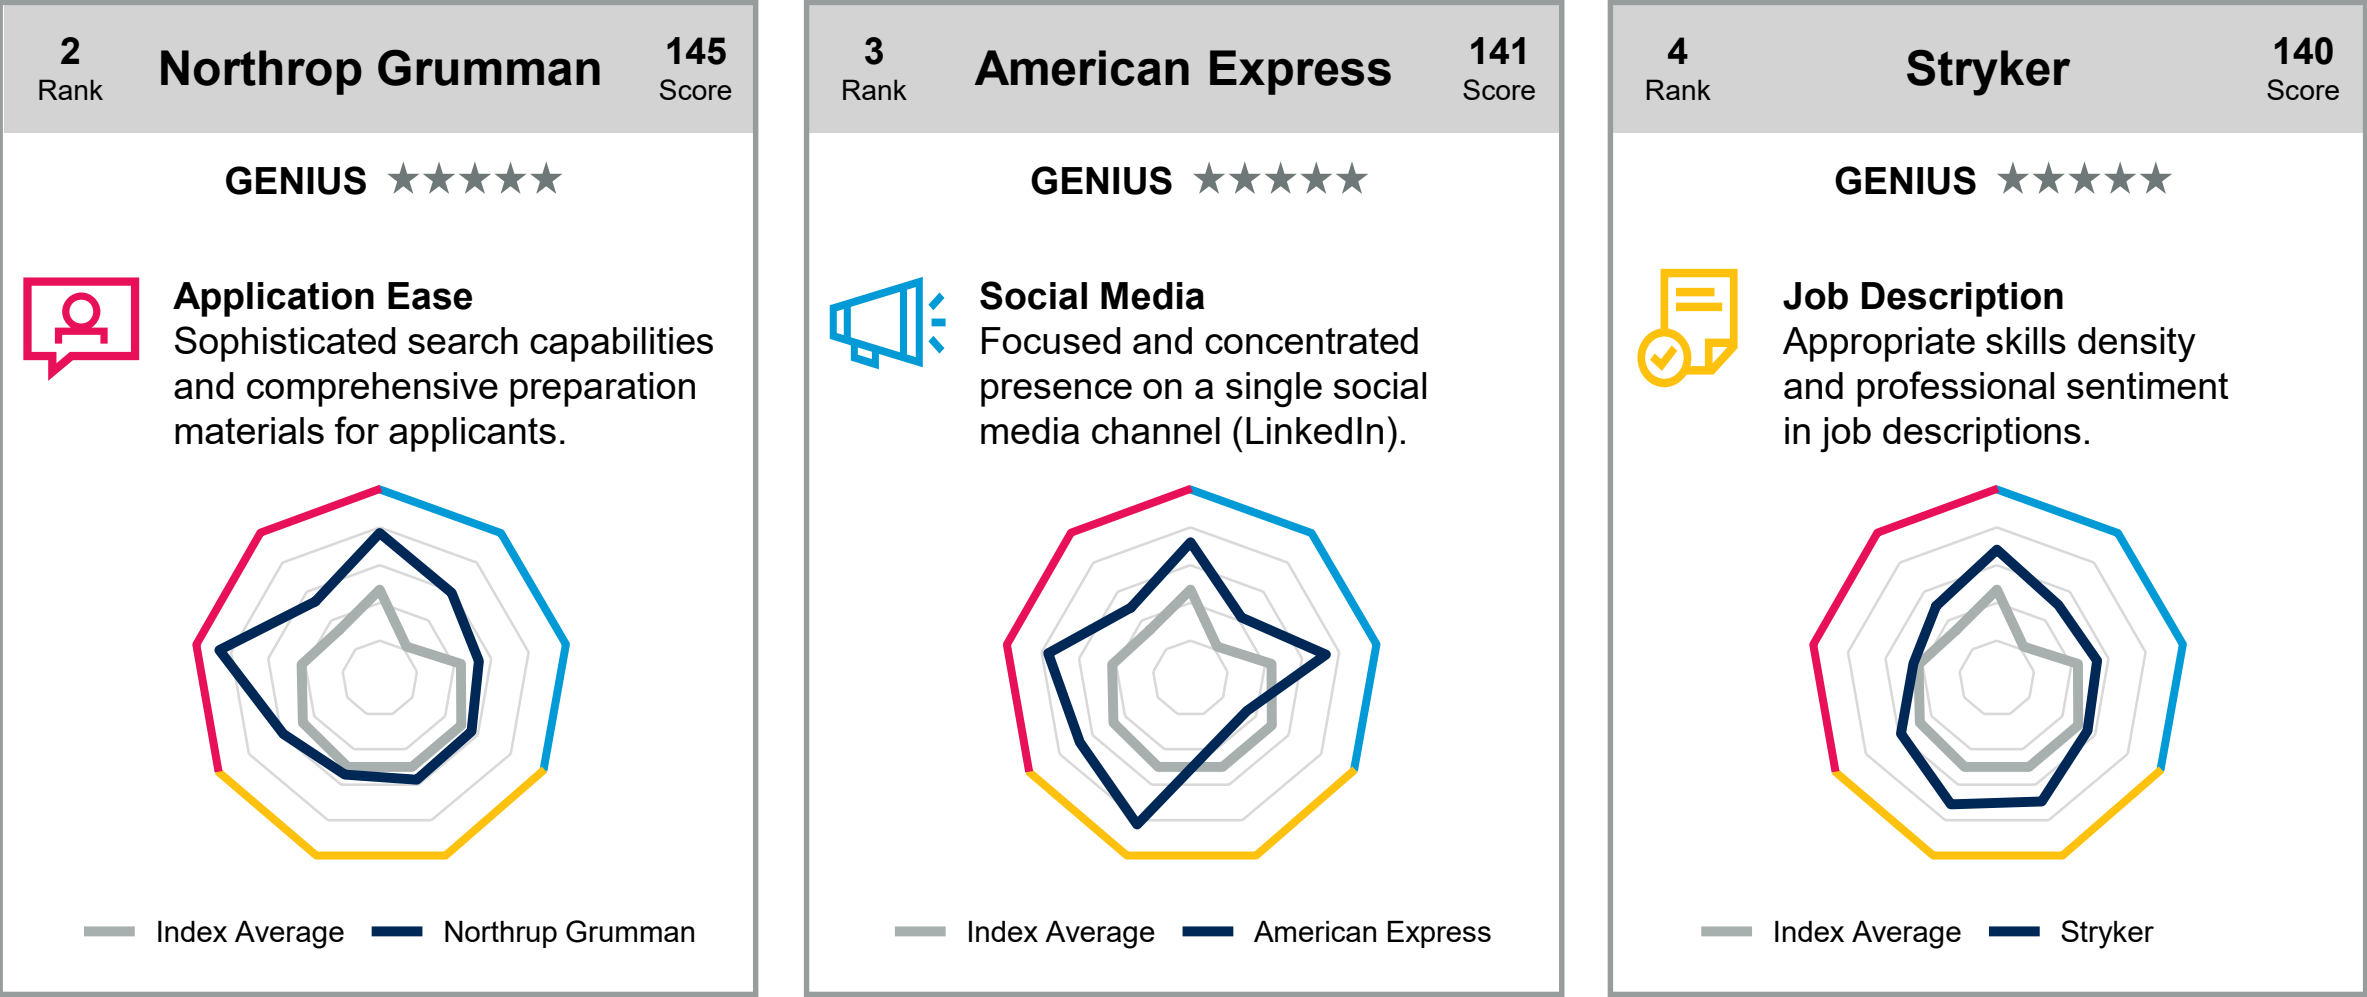 2
Rank
Northrop Grumman
145
Score
GENIUS ★★★★★
Application Ease
Sophisticated search capabilities
and comprehensive preparation
materials for applicants.
Index Average
Northrup Grumman
3
Rank
American Express
141
Score
GENIUS ★★★★★
Social Media
Focused and concentrated
presence on a single social
media channel (LinkedIn).
Index Average
American Express
4
Rank
Stryker
140
Score
GENIUS ★★★★★
Job Description
Appropriate skills density
and professional sentiment
in job descriptions.
Index Average
Stryker